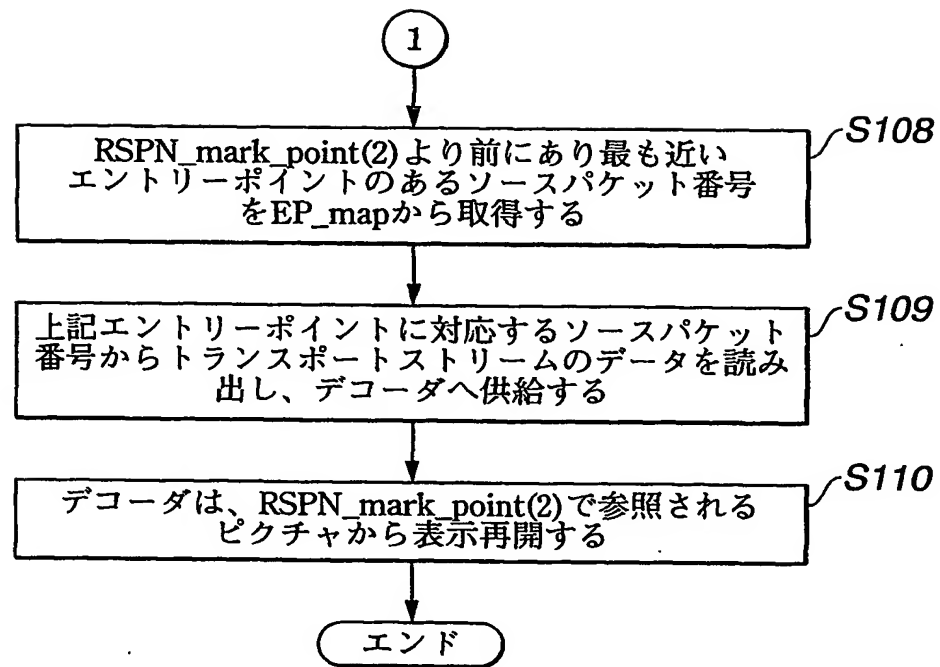 1
RSPN_mark_point(2)より前にあり最も近い
エントリーポイントのあるソースパケット番号
をEP_mapから取得する
S108
上記エントリーポイントに対応するソースパケット
番号からトランスポートストリームのデータを読み
出し、デコーダへ供給する
S109
デコーダは、RSPN_mark_point(2)で参照される
ピクチャから表示再開する
S110
エンド